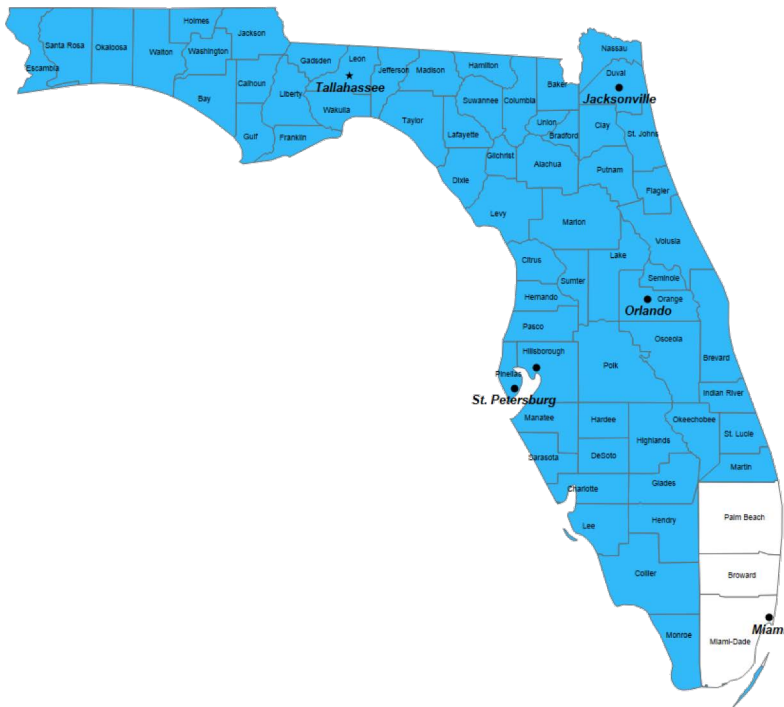 Holmes
Santa Rosa
Okaloosa
Walton
Washington
Jackson
Escambia
Bay
Calhoun
Gulf
Liberty
Gadsden
Leon
Tallahassee
Wakulla
Franklin
Jefferson
Madison
Taylor
Hamilton
Suwannee
Lafayette
Columbia
Dixie
Gilchrist
Baker
Union
Bradford
Alachua
Nassau
Duval
Jacksonville
Clay
St. Johns
Putnam
Flagler
Levy
Marion
Volusia
Citrus
Sumter
Lake
Seminole
Hernando
Orange
Orlando
Pasco
Osceola
Hillsborough
Pinellas
Polk
Brevard
St. Petersburg
Indian River
Manatee
Hardee
Highlands
Okeechobee
St. Lucie
Sarasota
DeSoto
Martin
Charlotte
Glades
Lee
Hendry
Palm Beach
Collier
Broward
Monroe
Miami-Dade
Miami